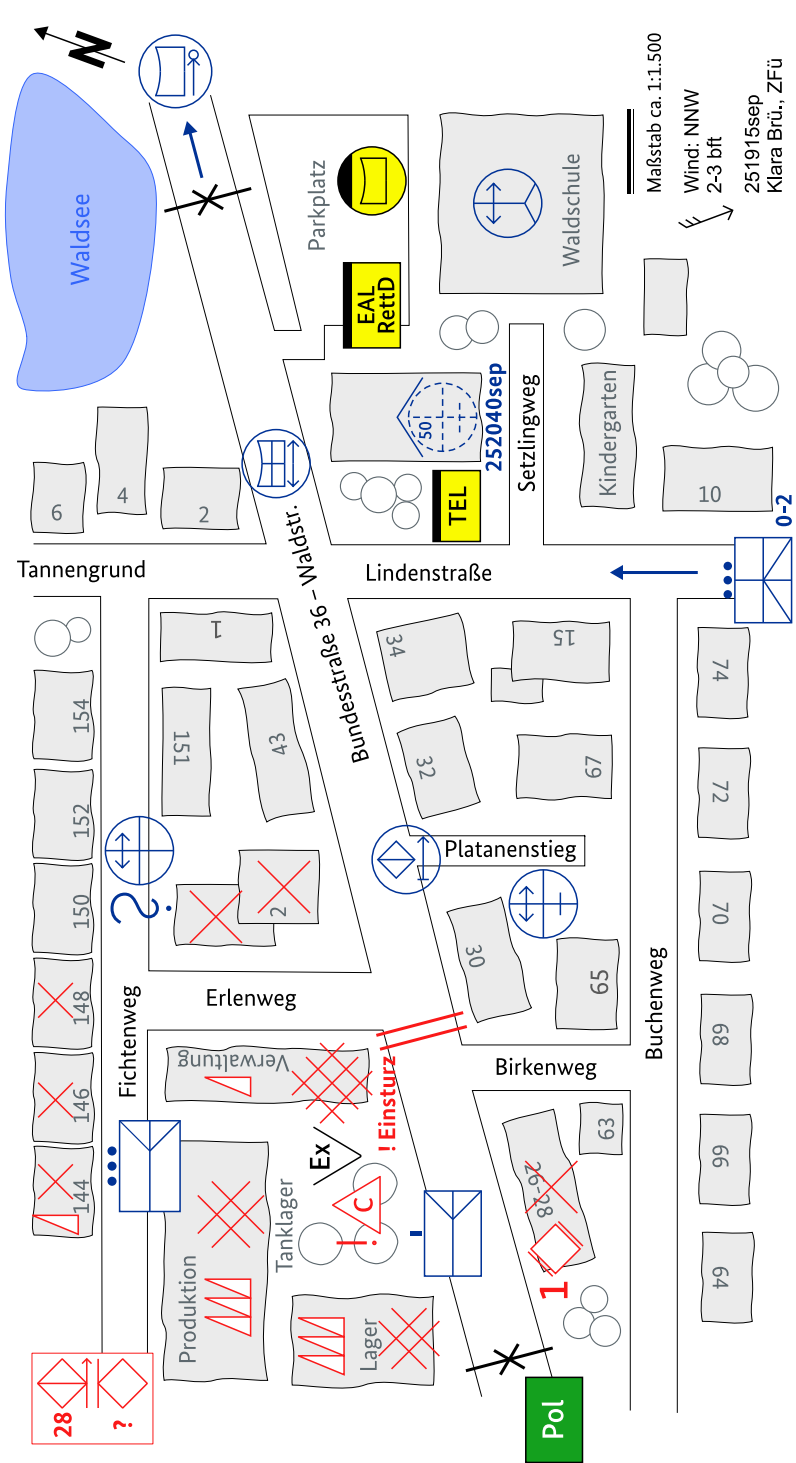 N
Waldsee
Parkplatz
Waldschule
Maßstab ca. 1:1.500
Wind: NNW
2-3 bft
251915sep
Klara Brü., ZFü
EAL
RettD
50
252040sep
TEL
Setzlingweg
Kindergarten
10
6
4
2
Tannengrund
Bundesstraße 36 – Waldstr.
Lindenstraße
0-2
1
34
15
74
154
151
43
32
67
72
152
?
150
2
Platanenstieg
30
65
70
148
Fichtenweg
Erlenweg
Buchenweg
68
146
Verwaltung
! Einsturz
Birkenweg
63
66
144
Ex
C
!
26-28
Tanklager
Produktion
Lager
1
64
28
?
Pol